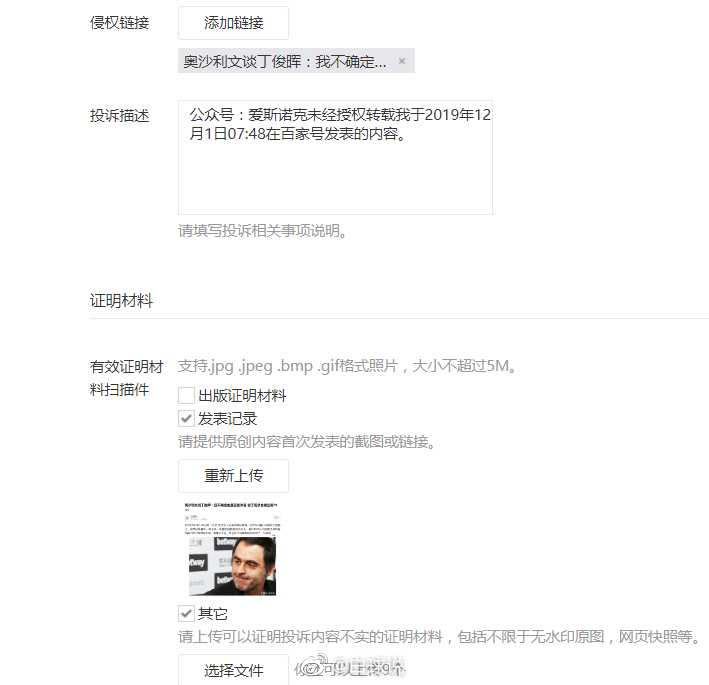 侵权链接
添加链接
奥沙利文谈丁俊晖：我不确定... ×
投诉描述
公众号：爱斯诺克未经授权转载我于2019年12
月1日07:48在百家号发表的内容。
请填写投诉相关事项说明。
证明材料
有效证明材
料扫描件
支持.jpg .jpeg .bmp .gif格式照片，大小不超过5M。
出版证明材料
发表记录
请提供原创内容首次发表的截图或链接。
重新上传
betway
其它
请上传可以证明投诉内容不实的证明材料，包括不限于无水印原图，网页快照等。
选择文件